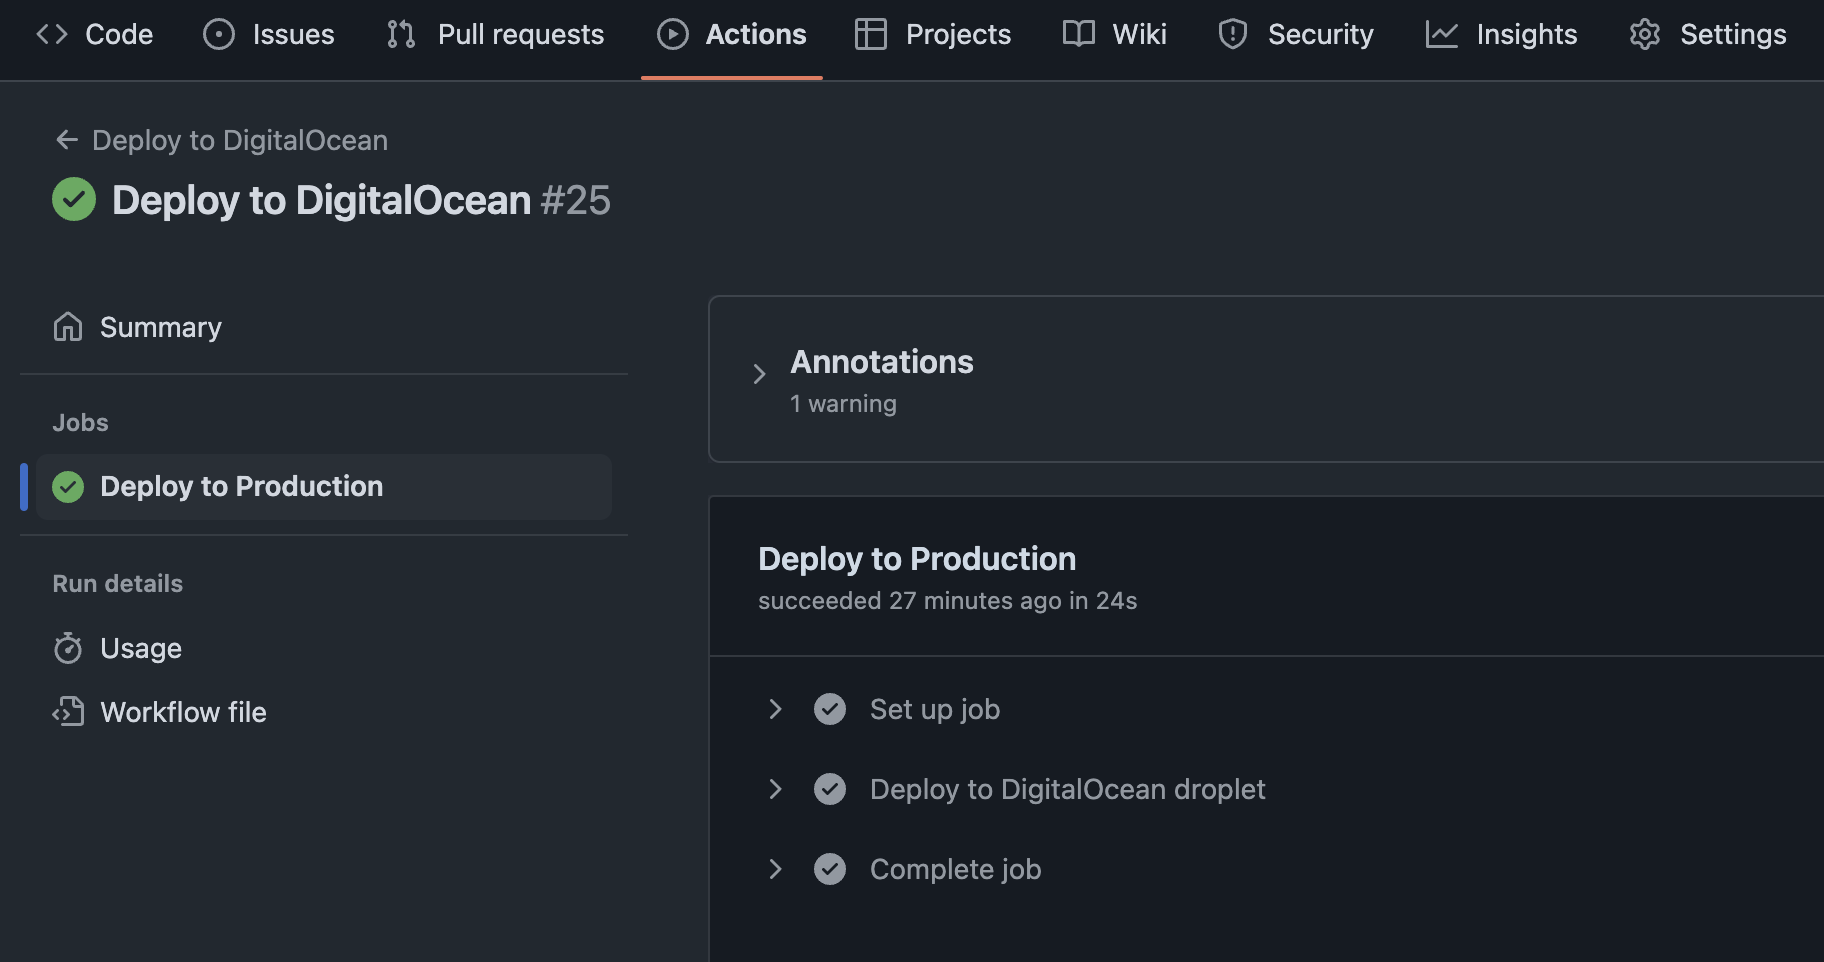 Code Issues Pull requests Actions Projects Wiki Security Insights Settings
Deploy to DigitalOcean
Deploy to DigitalOcean #25
Summary
Jobs
Deploy to Production
Run details
Usage
Workflow file
Annotations
1 warning
Deploy to Production
succeeded 27 minutes ago in 24s
Set up job
Deploy to DigitalOcean droplet
Complete job